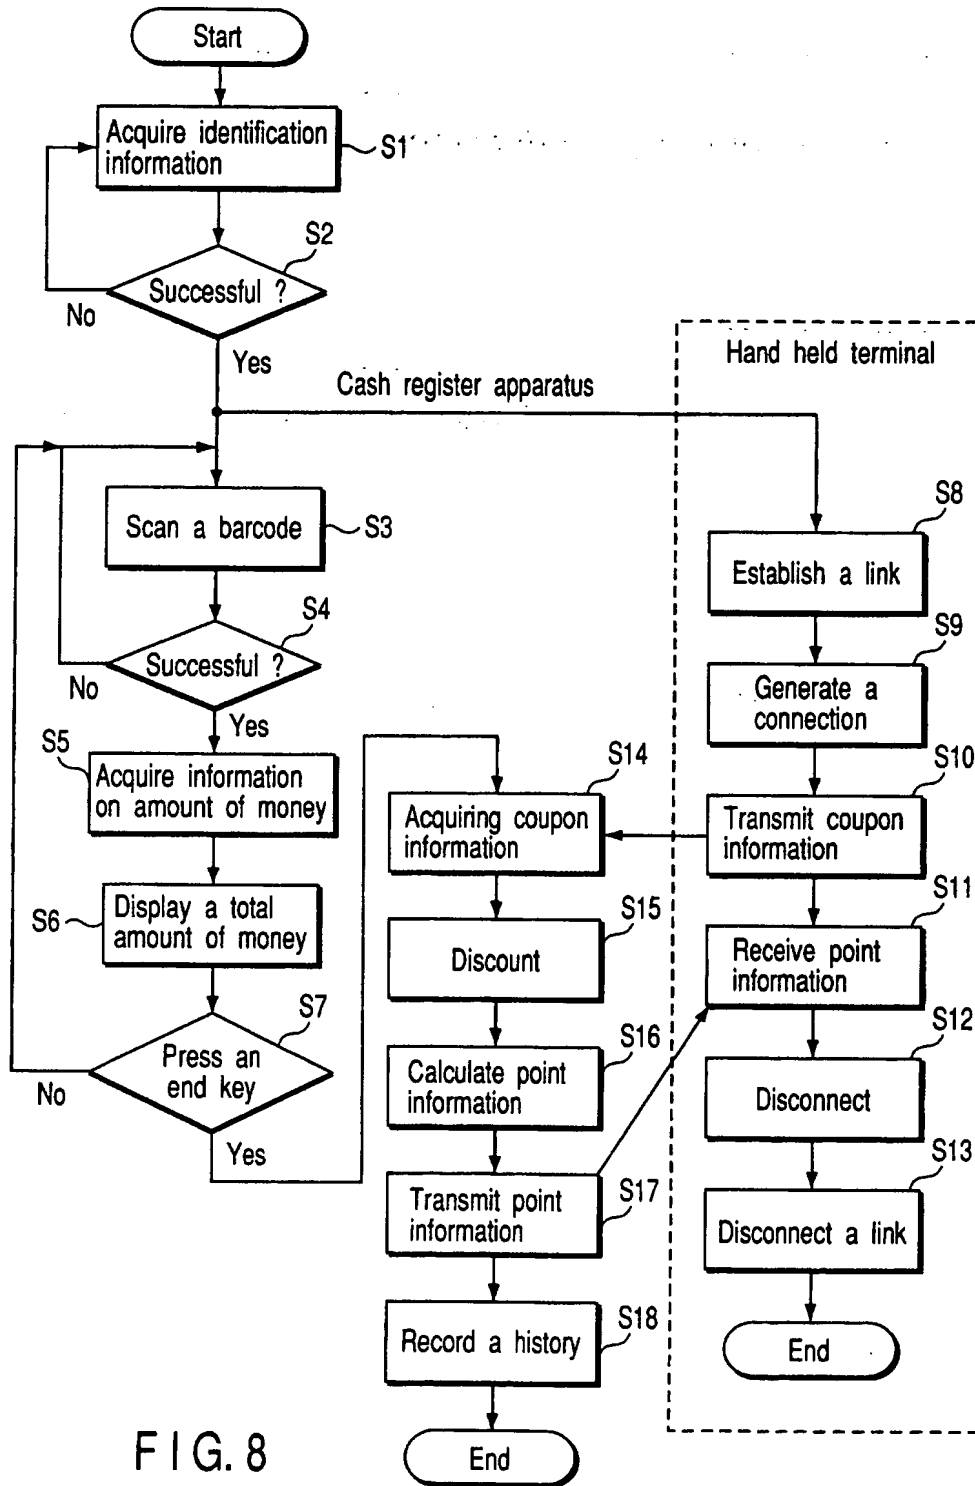 Start
Acquire identification
information
S1
S2
Successful ?
No
Yes
Cash register apparatus
Hand held terminal
Scan a barcode
S3
S4
Successful ?
No
Yes
S5
Acquire information
on amount of money
S6
Display a total
amount of money
S7
Press an
end key
No
Yes
S14
Acquiring coupon
information
S15
Discount
S16
Calculate point
information
S17
Transmit point
information
S18
Record a history
End
S8
Establish a link
S9
Generate a
connection
S10
Transmit coupon
information
S11
Receive point
information
S12
Disconnect
S13
Disconnect a link
End
FIG. 8